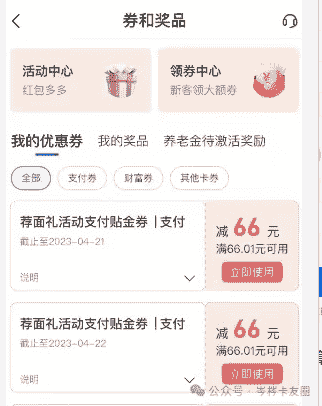 券和奖品
活动中心
红包多多
领券中心
新客领大额券
我的优惠券 我的奖品 养老金待激活奖励
全部 支付券 财富券 其他卡券
荐面礼活动支付贴金券 | 支付
截止至2023-04-21
说明
减 66 元
满66.01元可用
立即使用
荐面礼活动支付贴金券 | 支付
截止至2023-04-22
说明
减 66 元
满66.01元可用
立即使用
公众号 · 岑梣卡友圈